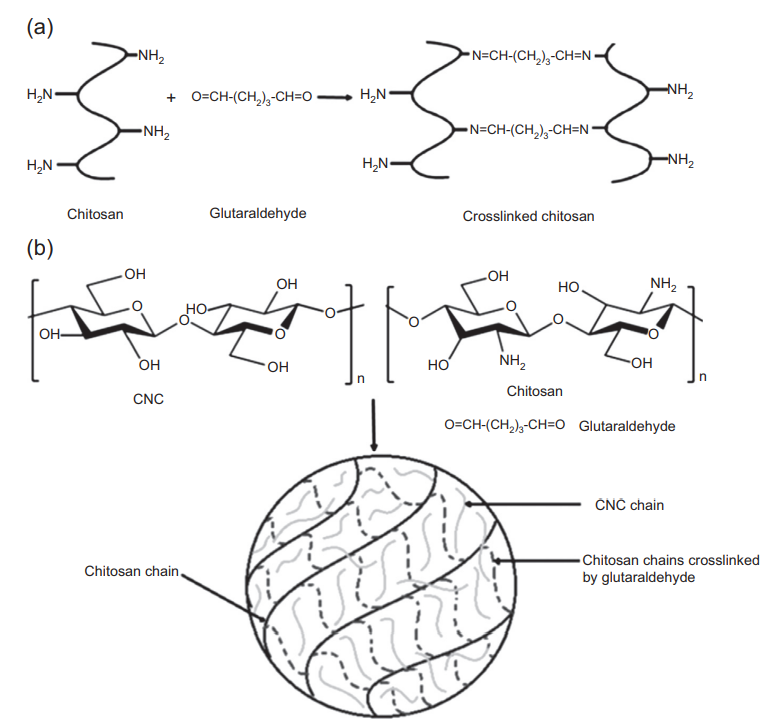 (a)
NH₂ N=CH-(CH₂)₃-CH=N
H₂N + O=CH-(CH₂)₃-CH=O H₂N NH₂
NH₂ N=CH-(CH₂)₃-CH=N
H₂N H₂N NH₂
Chitosan Glutaraldehyde Crosslinked chitosan
(b)
OH OH OH NH₂
O HO O HO O
O O O O
OH O O
OH OH HO NH₂ OH
n n
CNC Chitosan
O=CH-(CH₂)₃-CH=O Glutaraldehyde
CNC chain
Chitosan chain
Chitosan chains crosslinked
by glutaraldehyde